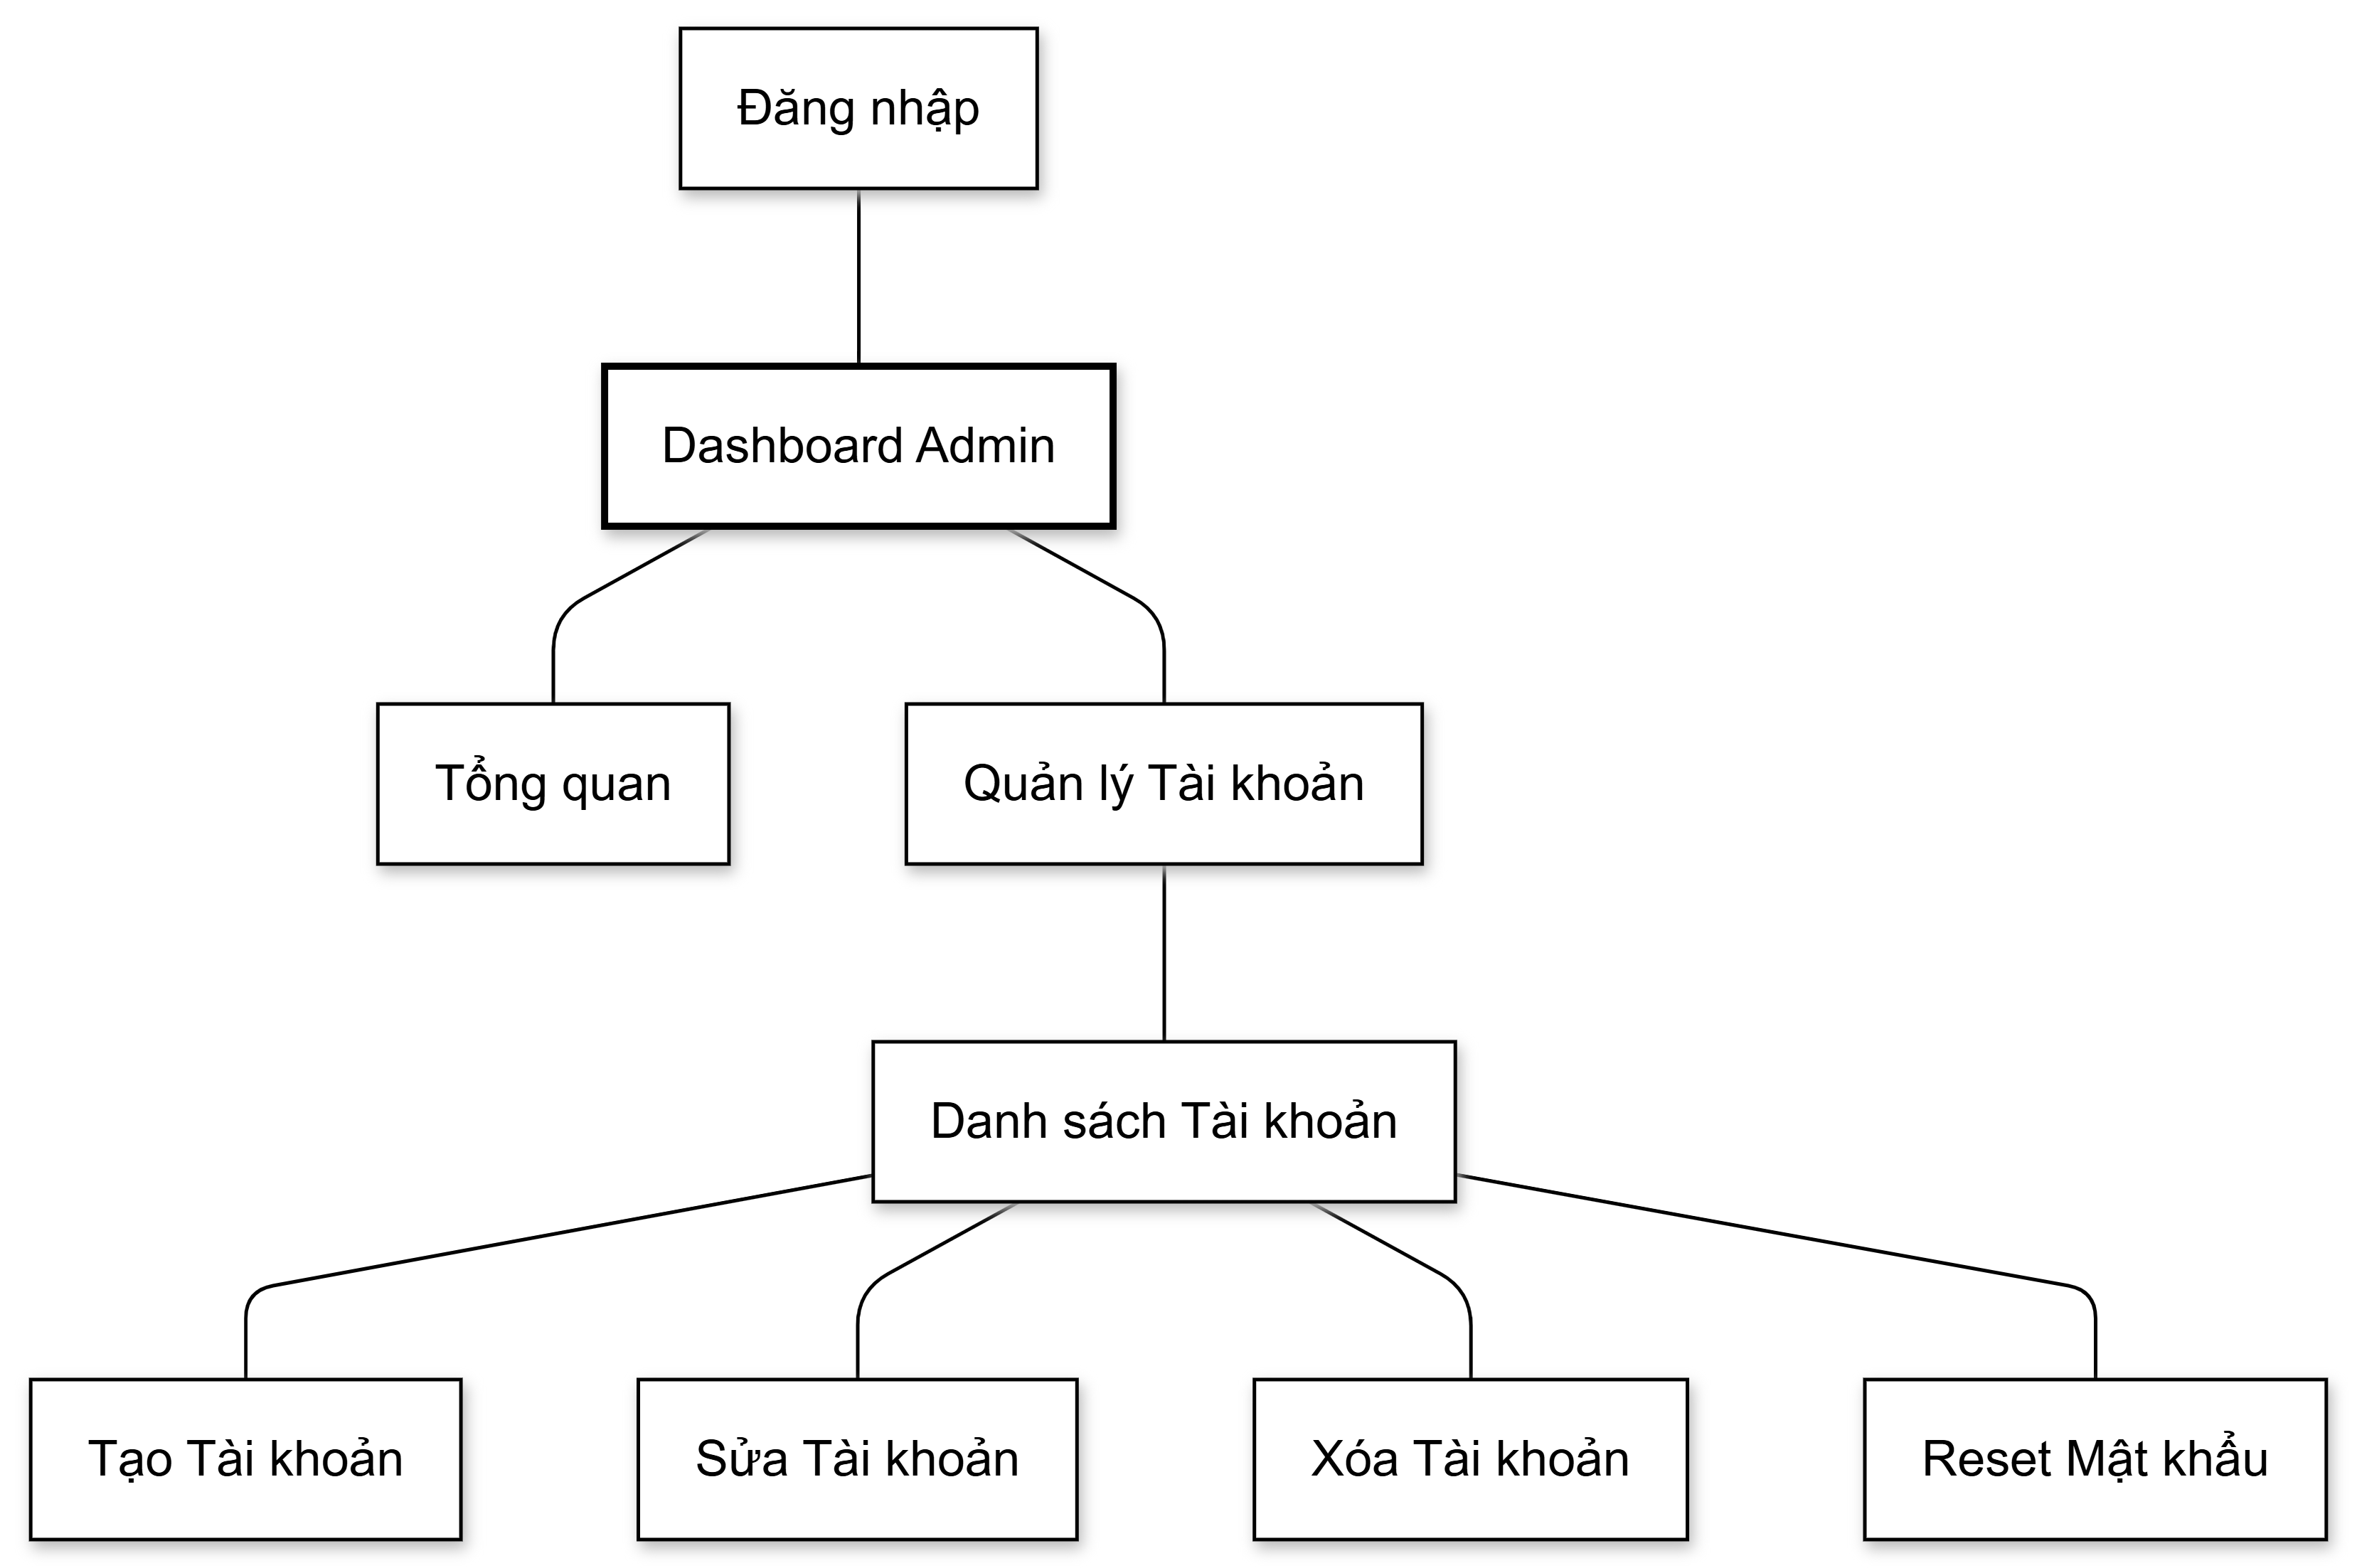 Đăng nhập
Dashboard Admin
Tổng quan
Quản lý Tài khoản
Danh sách Tài khoản
Tạo Tài khoản
Sửa Tài khoản
Xóa Tài khoản
Reset Mật khẩu